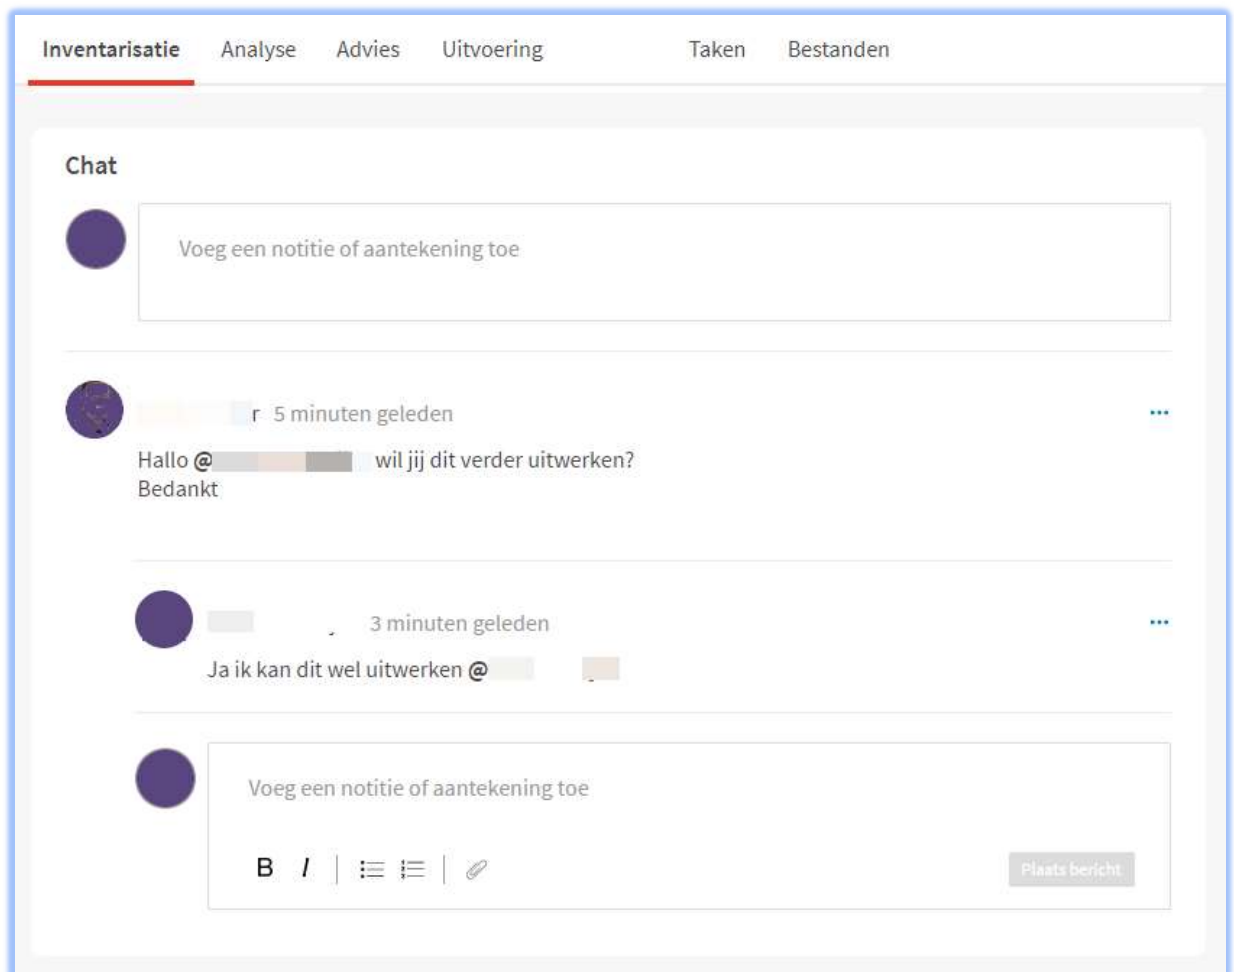 Inventarisatie Analyse Advies Uitvoering Taken Bestanden
Chat
Voeg een notitie of aantekening toe
r 5 minuten geleden
Hallo @ wil jij dit verder uitwerken?
Bedankt
3 minuten geleden
Ja ik kan dit wel uitwerken @
Voeg een notitie of aantekening toe
B I
Plaats bericht